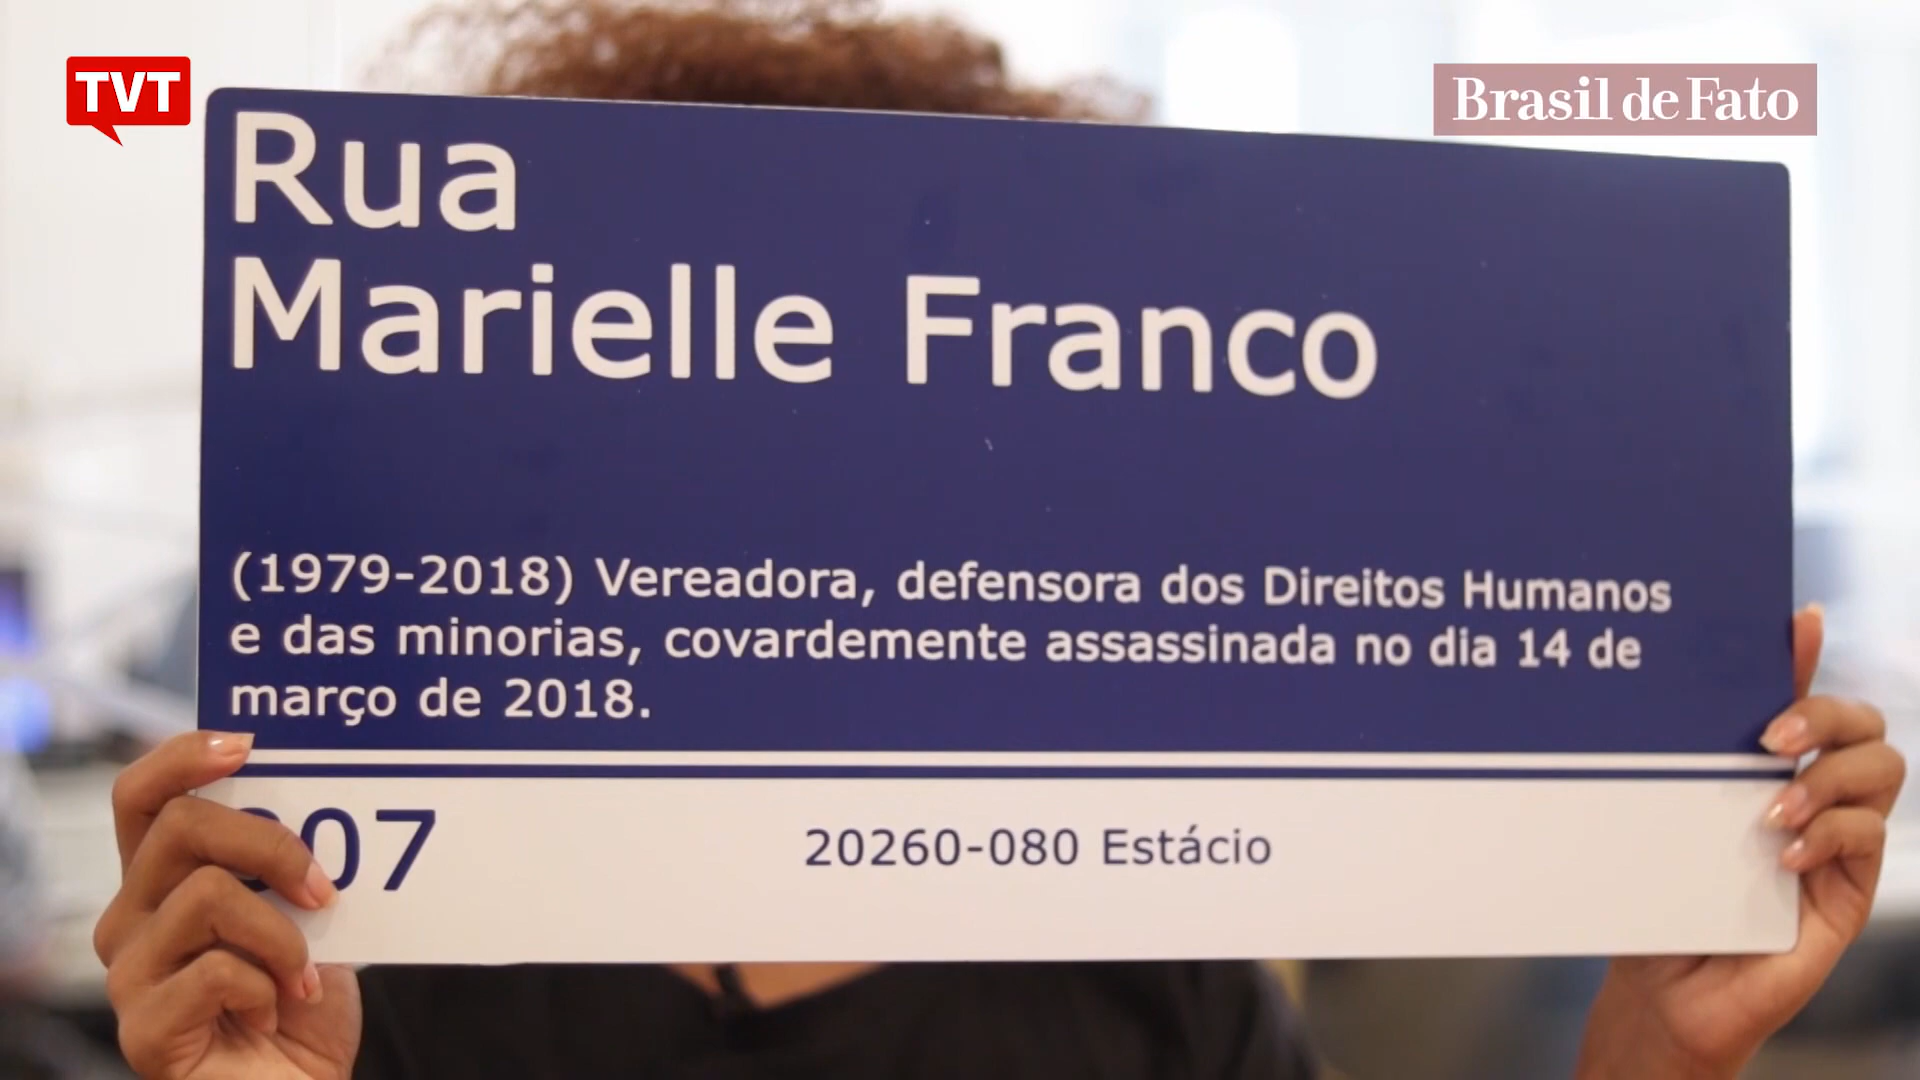 TVT
Brasil de Fato
Rua
Marielle Franco
(1979-2018) Vereadora, defensora dos Direitos Humanos
e das minorias, covardemente assassinada no dia 14 de
março de 2018.
20260-080 Estácio